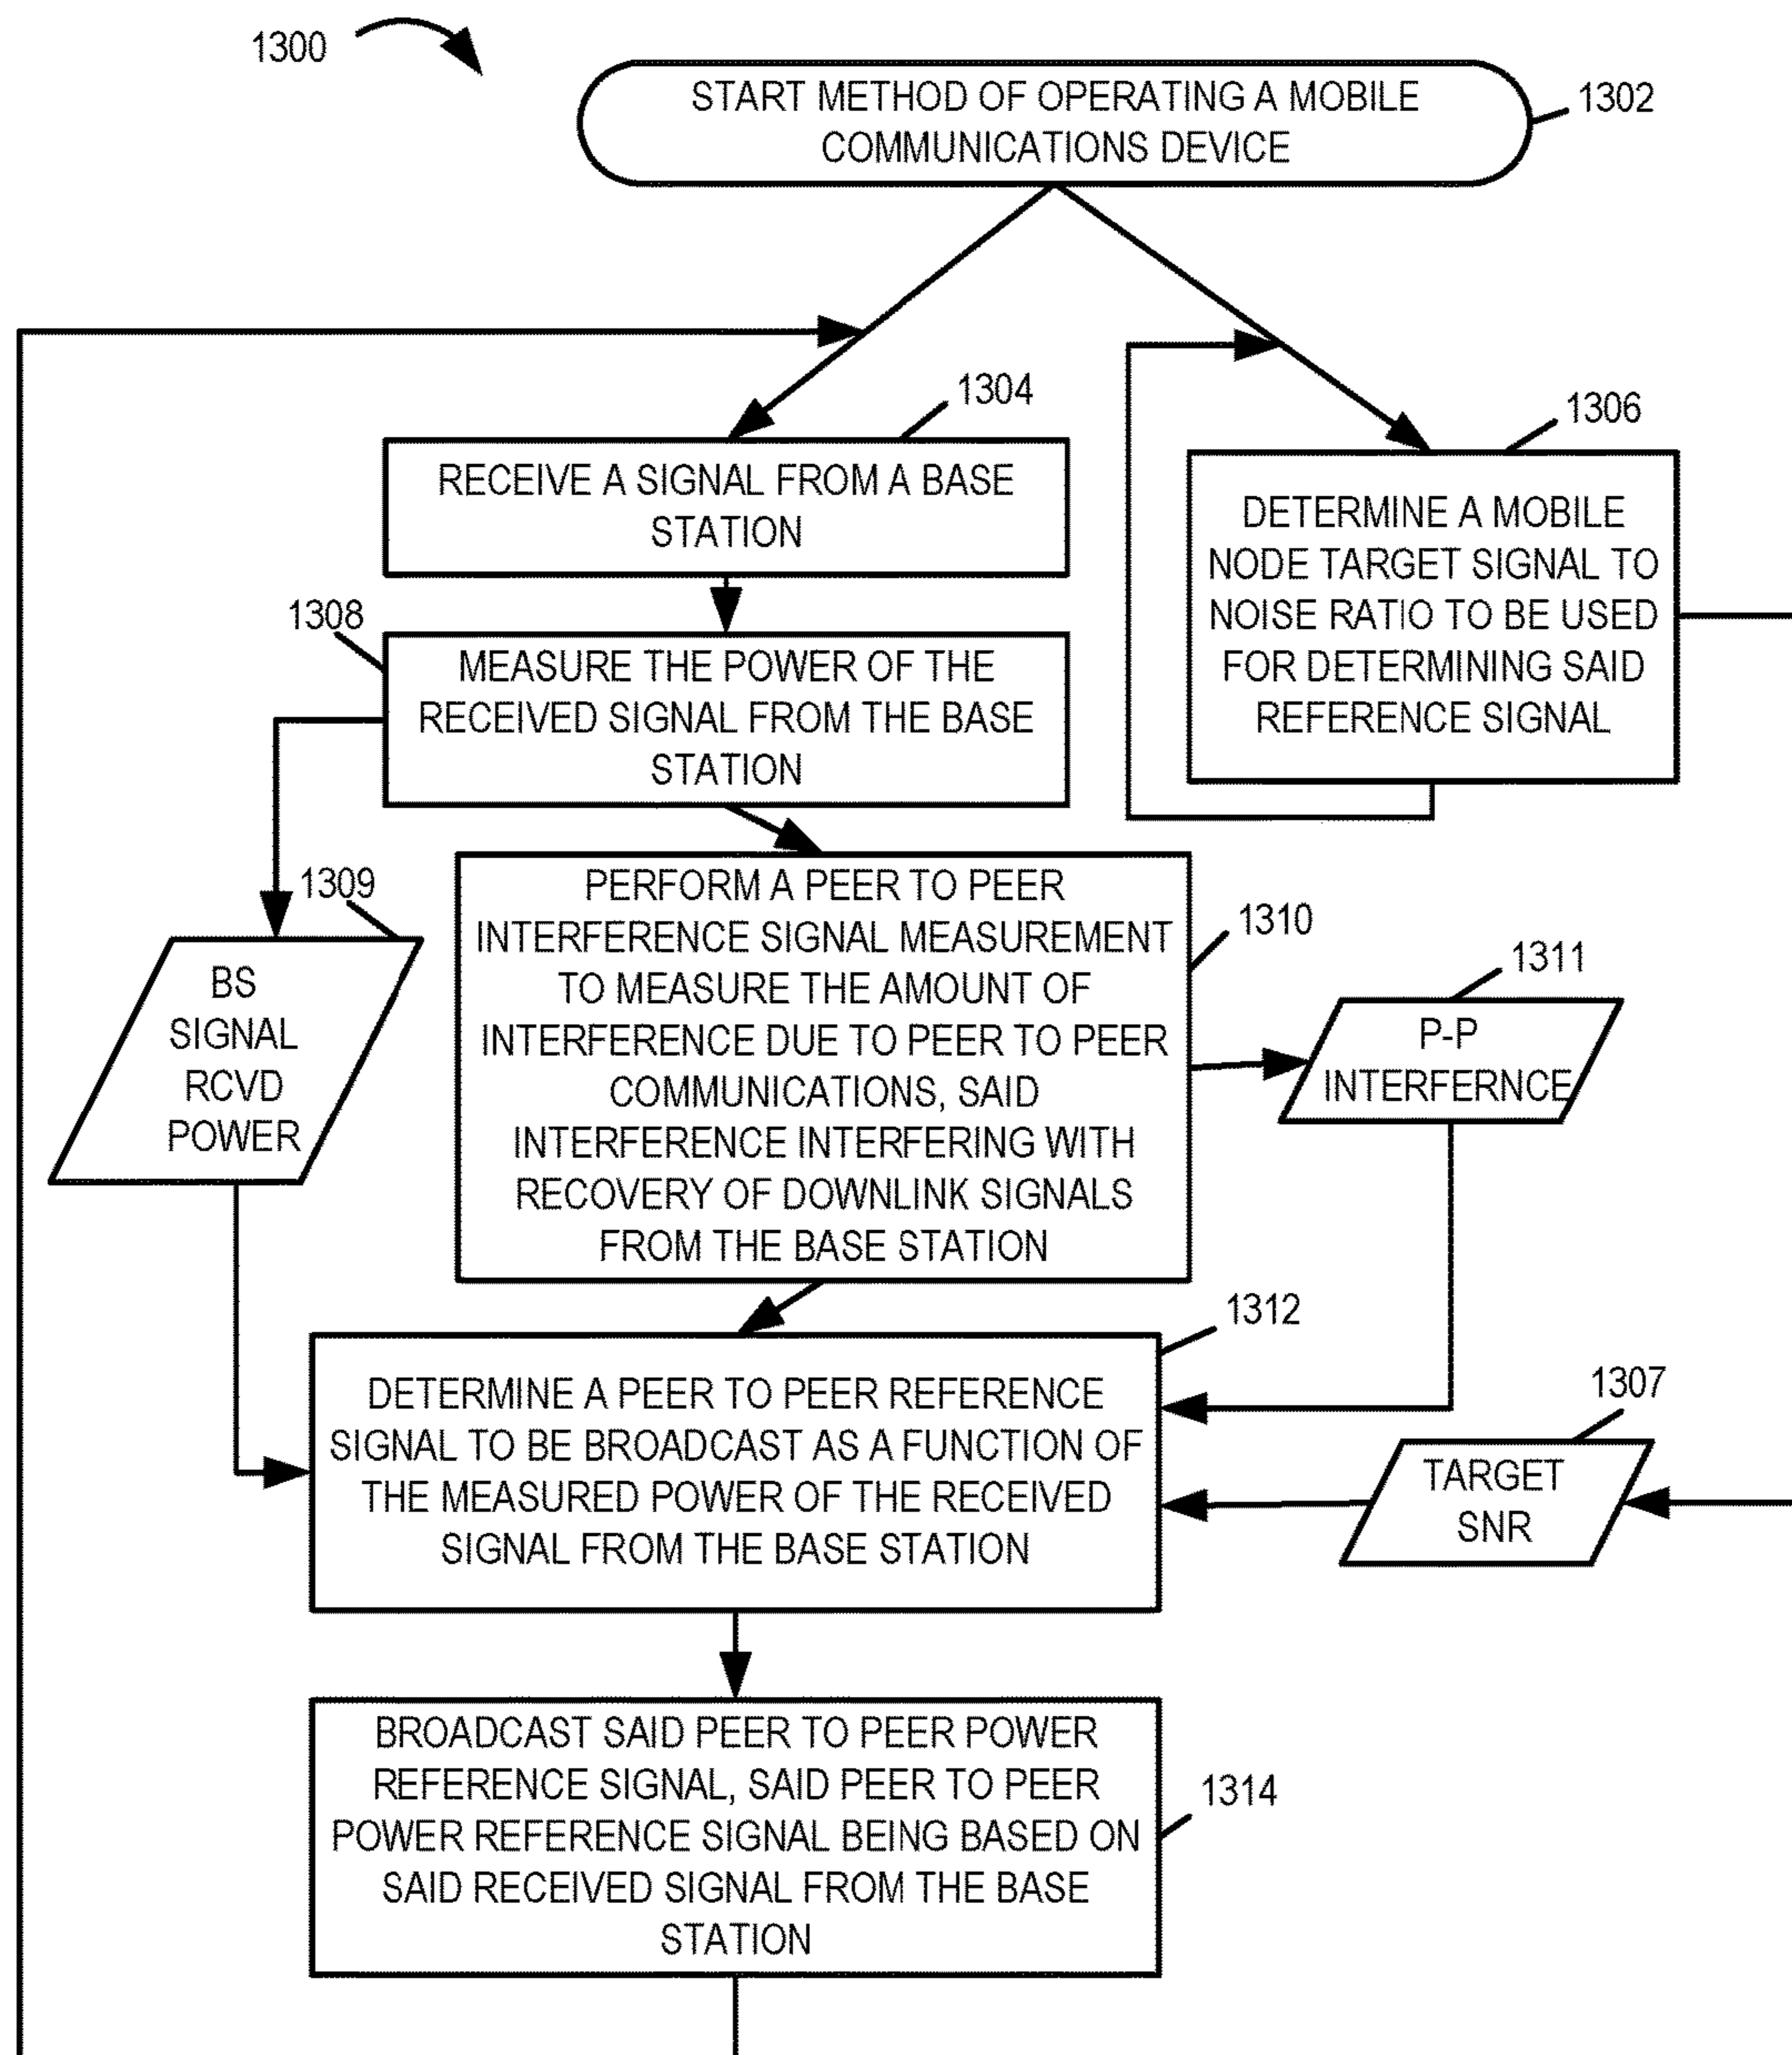 1300
START METHOD OF OPERATING A MOBILE
COMMUNICATIONS DEVICE
1302
1304
RECEIVE A SIGNAL FROM A BASE
STATION
1306
DETERMINE A MOBILE
NODE TARGET SIGNAL TO
NOISE RATIO TO BE USED
FOR DETERMINING SAID
REFERENCE SIGNAL
1308
MEASURE THE POWER OF THE
RECEIVED SIGNAL FROM THE BASE
STATION
1309
BS
SIGNAL
RCVD
POWER
PERFORM A PEER TO PEER
INTERFERENCE SIGNAL MEASUREMENT
TO MEASURE THE AMOUNT OF
INTERFERENCE DUE TO PEER TO PEER
COMMUNICATIONS, SAID
INTERFERENCE INTERFERING WITH
RECOVERY OF DOWNLINK SIGNALS
FROM THE BASE STATION
1310
1311
P-P
INTERFERNCE
1312
DETERMINE A PEER TO PEER REFERENCE
SIGNAL TO BE BROADCAST AS A FUNCTION OF
THE MEASURED POWER OF THE RECEIVED
SIGNAL FROM THE BASE STATION
1307
TARGET
SNR
BROADCAST SAID PEER TO PEER POWER
REFERENCE SIGNAL, SAID PEER TO PEER
POWER REFERENCE SIGNAL BEING BASED ON
SAID RECEIVED SIGNAL FROM THE BASE
STATION
1314